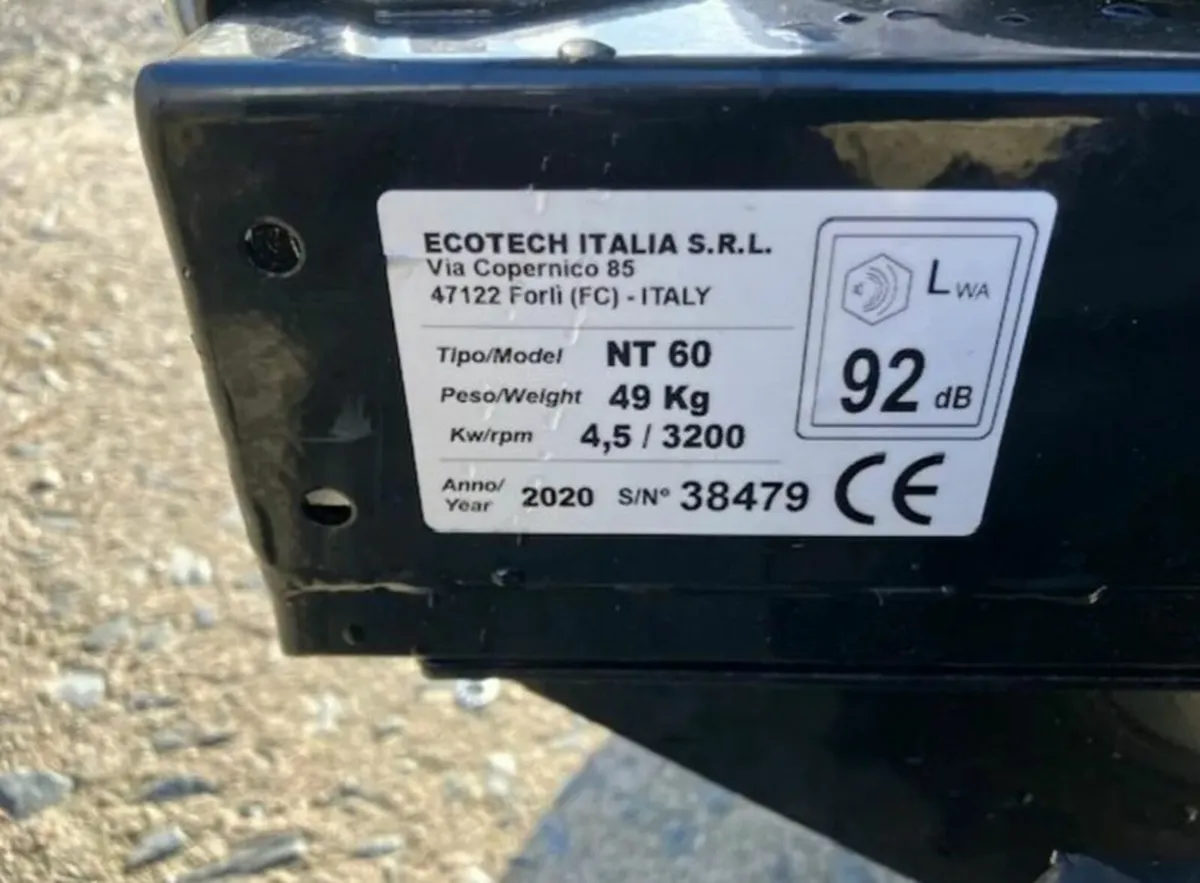 ECOTECH ITALIA S.R.L.
Via Copernico 85
47122 Forlì (FC) - ITALY
Tipo/Model NT 60
Peso/Weight 49 Kg
Kw/rpm 4,5 / 3200
Anno/
Year 2020 S/N° 38479 CE
LWA
92 dB